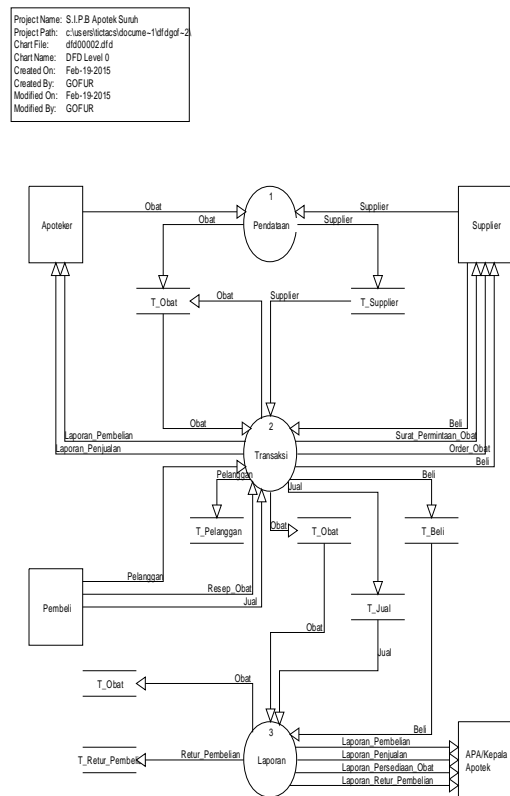 Project Name: S.I.P.B Apotek Suruh
Project Path: c:\users\tictacs\docume~1\dfdgof~2\
Chart File: dfd00002.dfd
Chart Name: DFD Level 0
Created On: Feb-19-2015
Created By: GOFUR
Modified On: Feb-19-2015
Modified By: GOFUR
Apoteker
Obat
1
Pendataan
Supplier
Supplier
Obat
Supplier
T_Obat
Obat
Supplier
T_Supplier
Obat
2
Transaksi
Beli
Laporan_Pembelian
Surat_Permintaan_Obat
Laporan_Penjualan
Order_Obat
Beli
Pelanggan
Jual
Beli
T_Pelanggan
Obat
T_Obat
T_Beli
Pembeli
Pelanggan
Resep_Obat
Jual
T_Jual
Obat
Jual
T_Obat
Obat
Beli
T_Retur_Pembeli
Retur_Pembelian
3
Laporan
Laporan_Pembelian
Laporan_Penjualan
Laporan_Persediaan_Obat
Laporan_Retur_Pembelian
APA/Kepala
Apotek